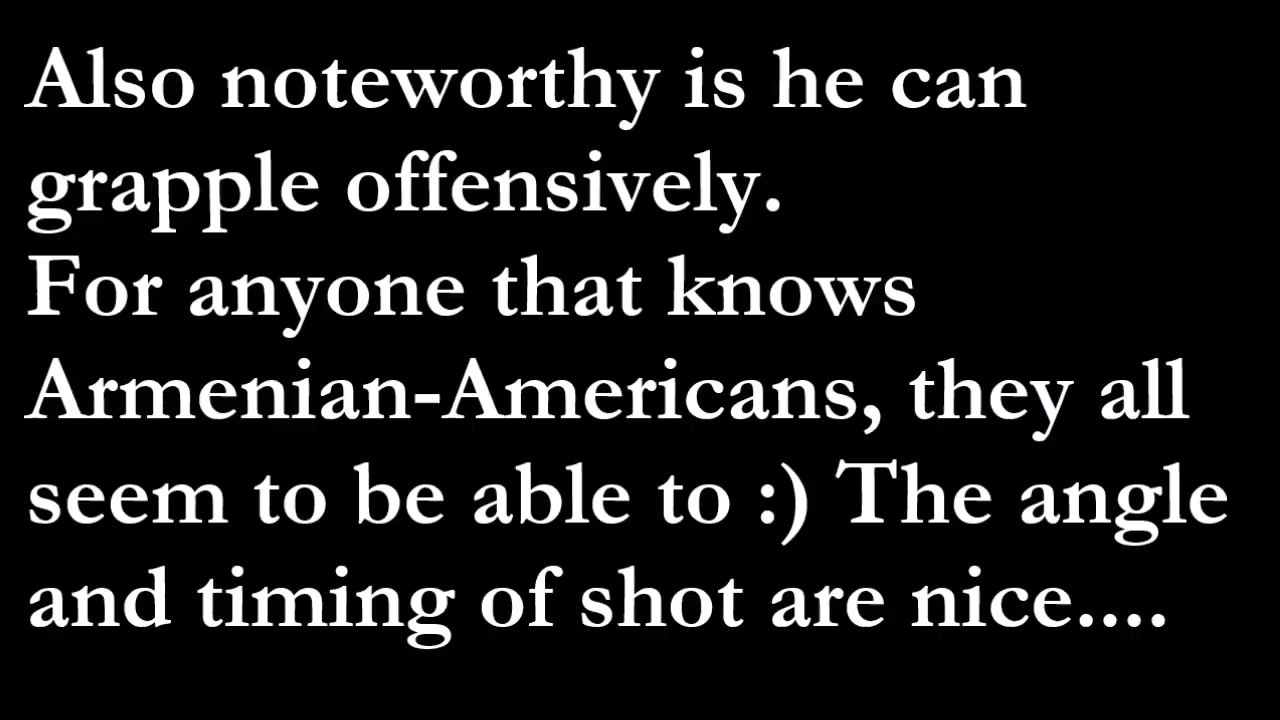 Also noteworthy is he can
grapple offensively.
For anyone that knows
Armenian-Americans, they all
seem to be able to :) The angle
and timing of shot are nice....